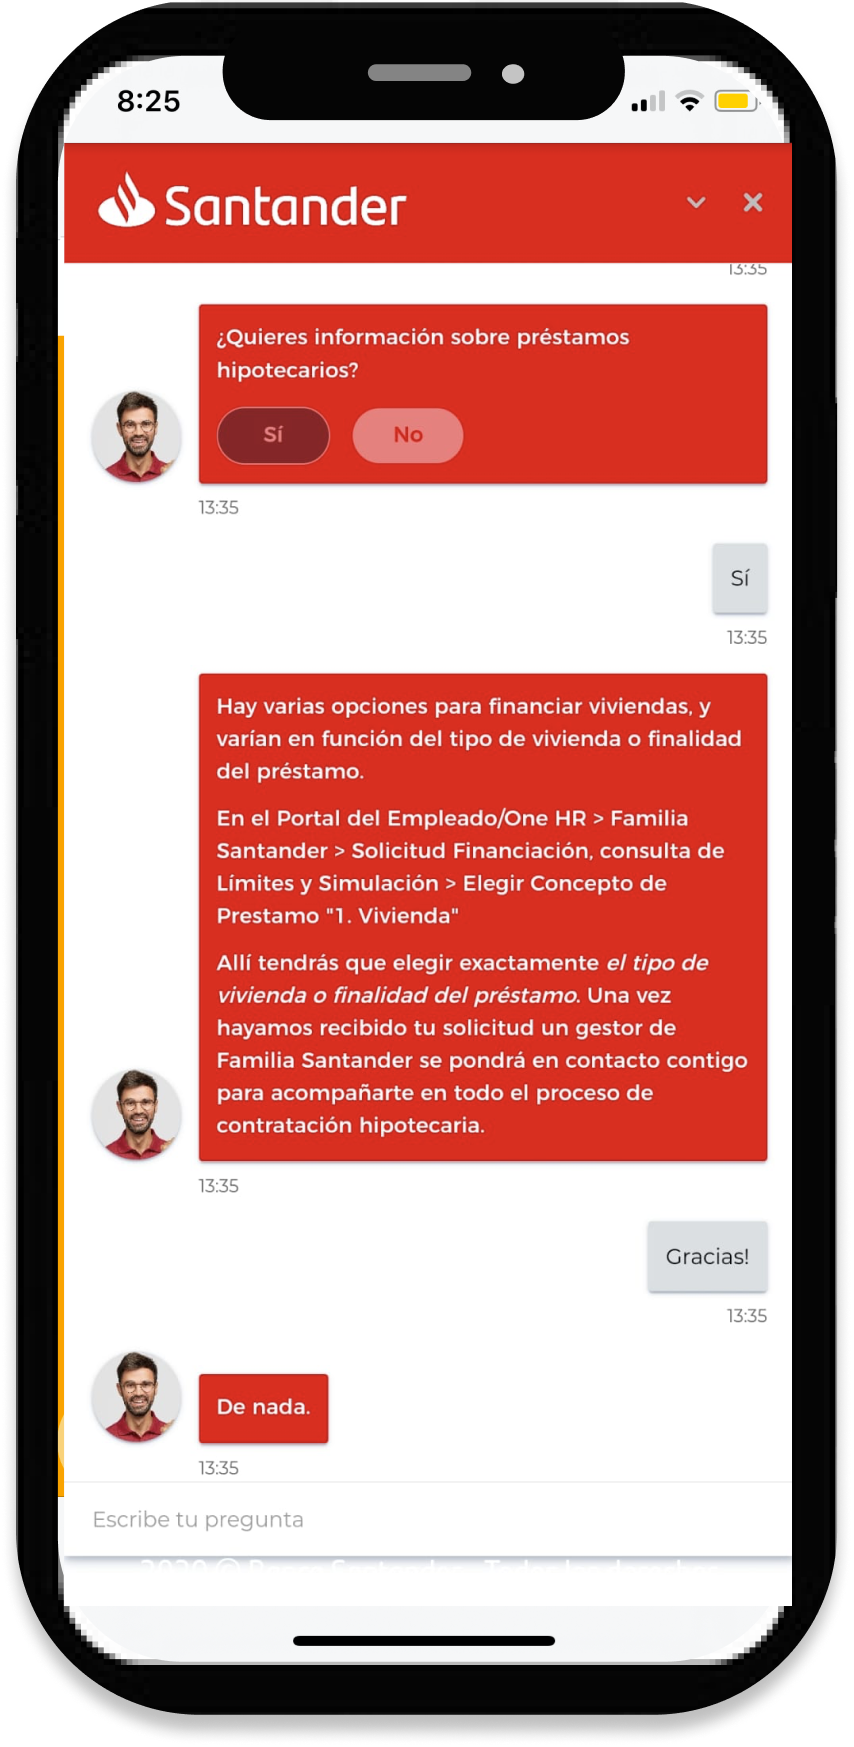 8:25
Santander
13:35
¿Quieres información sobre préstamos
hipotecarios?
Sí
No
13:35
Sí
13:35
Hay varias opciones para financiar viviendas, y
varían en función del tipo de vivienda o finalidad
del préstamo.
En el Portal del Empleado/One HR > Familia
Santander > Solicitud Financiación, consulta de
Límites y Simulación > Elegir Concepto de
Prestamo "1. Vivienda"
Allí tendrás que elegir exactamente el tipo de
vivienda o finalidad del préstamo. Una vez
hayamos recibido tu solicitud un gestor de
Familia Santander se pondrá en contacto contigo
para acompañarte en todo el proceso de
contratación hipotecaria.
13:35
Gracias!
13:35
De nada.
13:35
Escribe tu pregunta